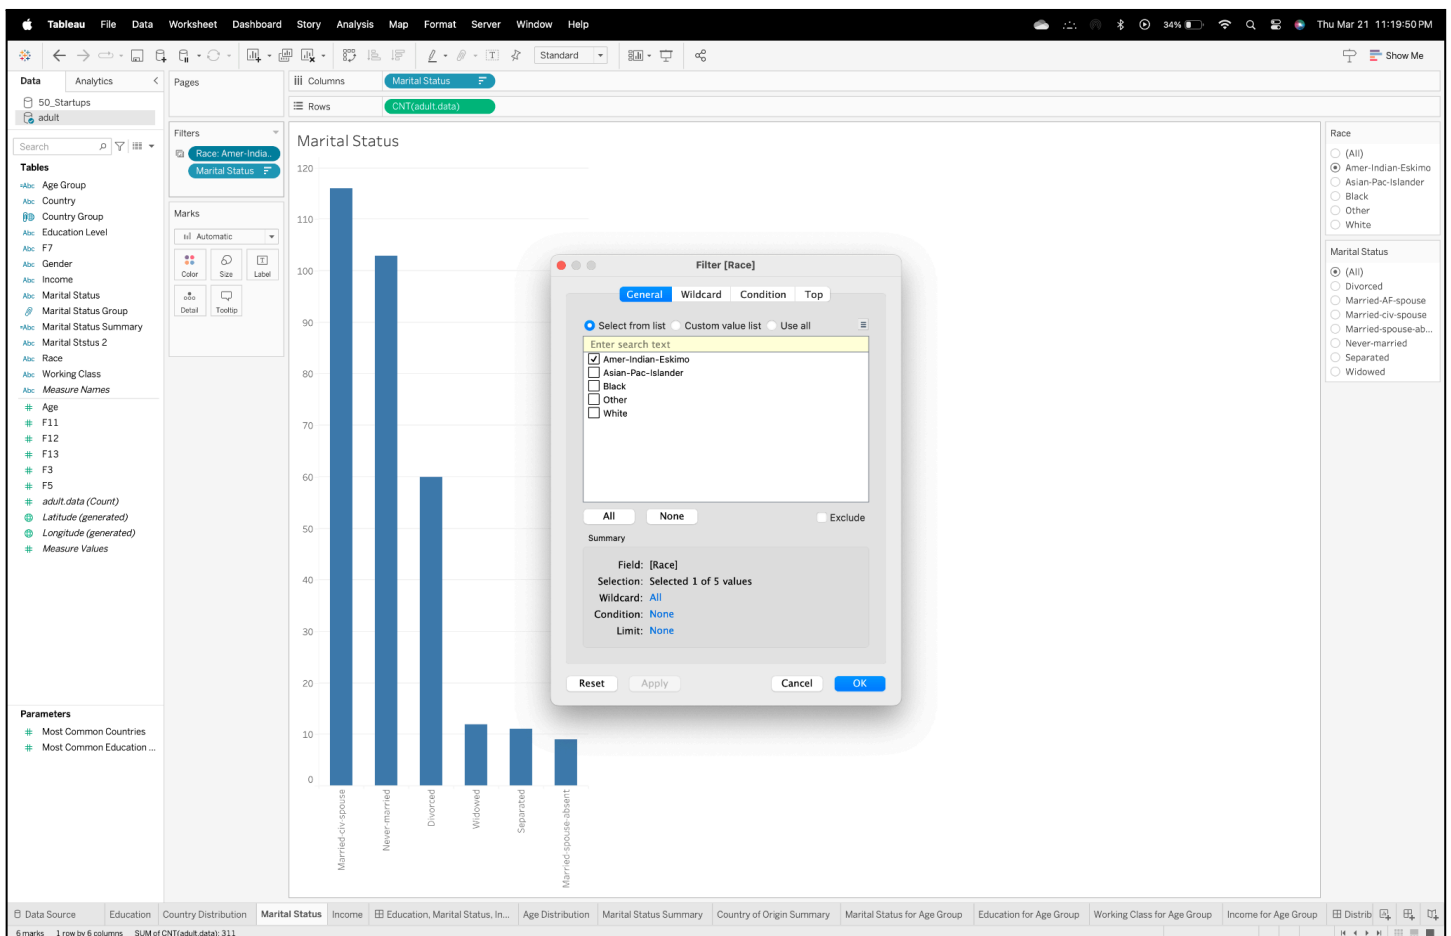 Tableau File Data Worksheet Dashboard Story Analysis Map Format Server Window Help 34% Thu Mar 21 11:19:50 PM
Standard Show Me
Data Analytics
50_Startups
adult
Search
Tables
Abc Age Group
Abc Country
Country Group
Abc Education Level
Abc F7
Abc Gender
Abc Income
Abc Marital Status
Marital Status Group
Abc Marital Status Summary
Abc Marital Ststus 2
Abc Race
Abc Working Class
Abc Measure Names
# Age
# F11
# F12
# F13
# F3
# F5
# adult.data (Count)
Latitude (generated)
Longitude (generated)
# Measure Values
Parameters
# Most Common Countries
# Most Common Education ...
Pages
Filters
Race: Amer-India..
Marital Status
Marks
Automatic
Color Size Label
Detail Tooltip
Columns Marital Status
Rows CNT(adult.data)
Marital Status
120
110
100
90
80
70
60
50
40
30
20
10
0
Married-civ-spouse
Never-married
Divorced
Widowed
Separated
Married-spouse-absent
Filter [Race]
General Wildcard Condition Top
Select from list Custom value list Use all
Enter search text
Amer-Indian-Eskimo
Asian-Pac-Islander
Black
Other
White
All None Exclude
Summary
Field: [Race]
Selection: Selected 1 of 5 values
Wildcard: All
Condition: None
Limit: None
Reset Apply Cancel OK
Race
(All)
Amer-Indian-Eskimo
Asian-Pac-Islander
Black
Other
White
Marital Status
(All)
Divorced
Married-AF-spouse
Married-civ-spouse
Married-spouse-ab...
Never-married
Separated
Widowed
Data Source Education Country Distribution Marital Status Income Education, Marital Status, In... Age Distribution Marital Status Summary Country of Origin Summary Marital Status for Age Group Education for Age Group Working Class for Age Group Income for Age Group Distrib
6 marks 1 row by 6 columns SUM of CNT(adult.data): 311